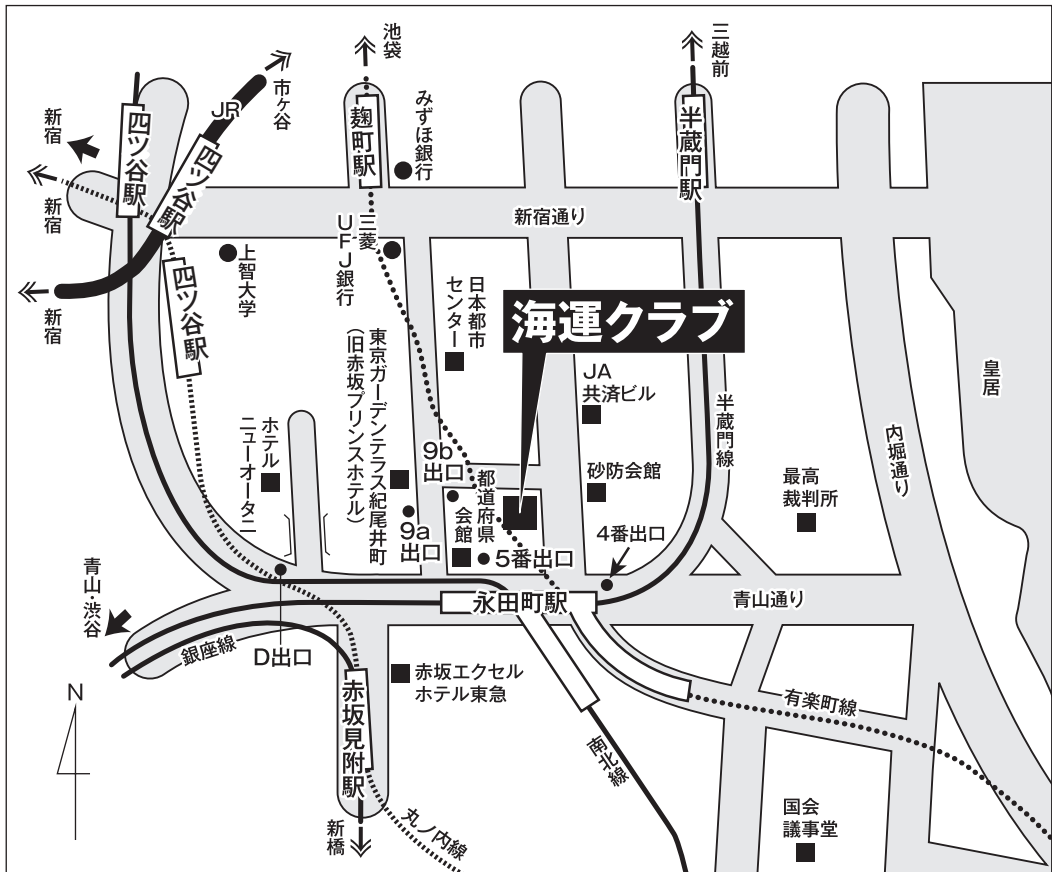 池袋
三越前
市ヶ谷
JR
新宿
新宿
新宿
四ツ谷駅
四ツ谷駅
四ツ谷駅
麹町駅
みずほ銀行
半蔵門駅
新宿通り
上智大学
三菱
UFJ銀行
日本都市
センター
海運クラブ
JA
共済ビル
皇居
半蔵門線
内堀通り
東京ガーデンテラス紀尾井町
(旧赤坂プリンスホテル)
ホテル
ニューオータニ
9b
出口
都道府県
会館
砂防会館
最高
裁判所
9a
出口
5番出口
4番出口
青山・渋谷
永田町駅
青山通り
銀座線
D出口
赤坂エクセル
ホテル東急
赤坂見附駅
有楽町線
南北線
N
新橋
丸ノ内線
国会
議事堂